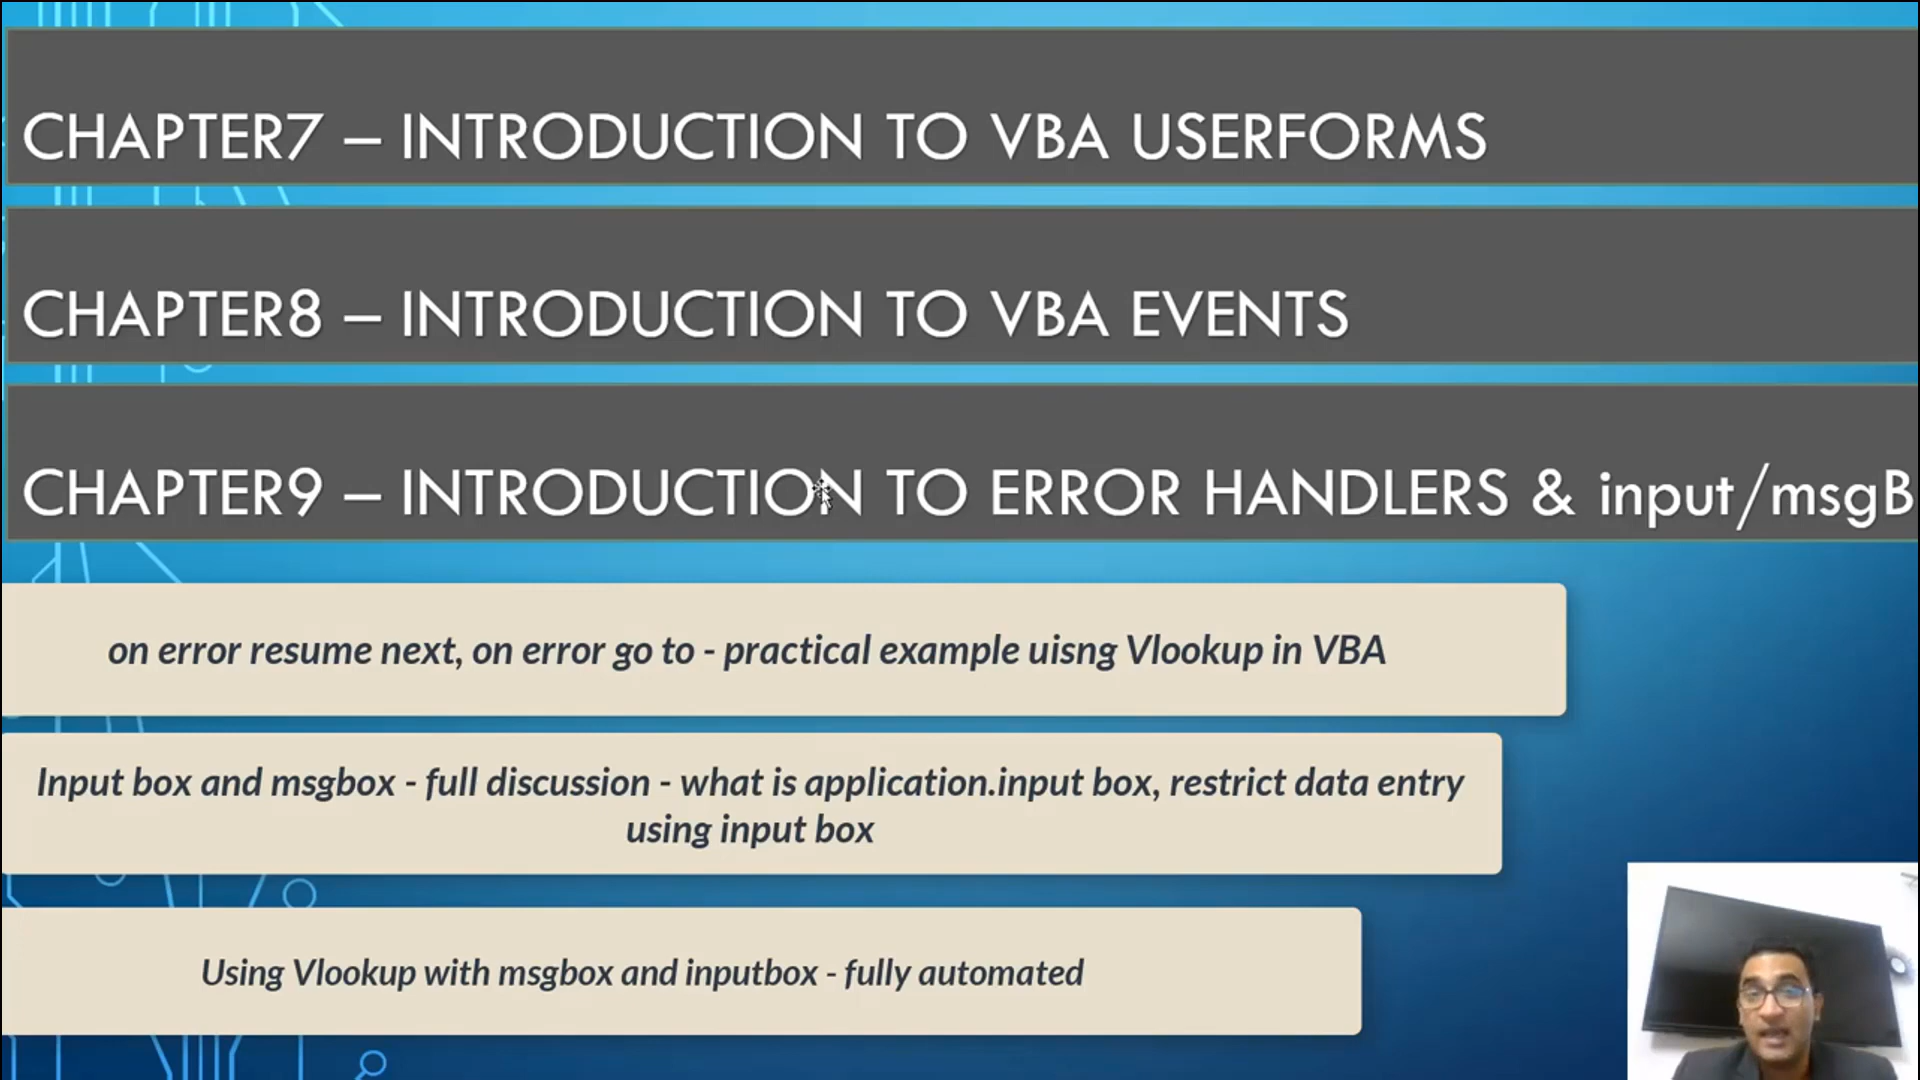 CHAPTER7 – INTRODUCTION TO VBA USERFORMS
CHAPTER8 – INTRODUCTION TO VBA EVENTS
CHAPTER9 – INTRODUCTION TO ERROR HANDLERS & input/msgB
on error resume next, on error go to - practical example uisng Vlookup in VBA
Input box and msgbox - full discussion - what is application.input box, restrict data entry
using input box
Using Vlookup with msgbox and inputbox - fully automated